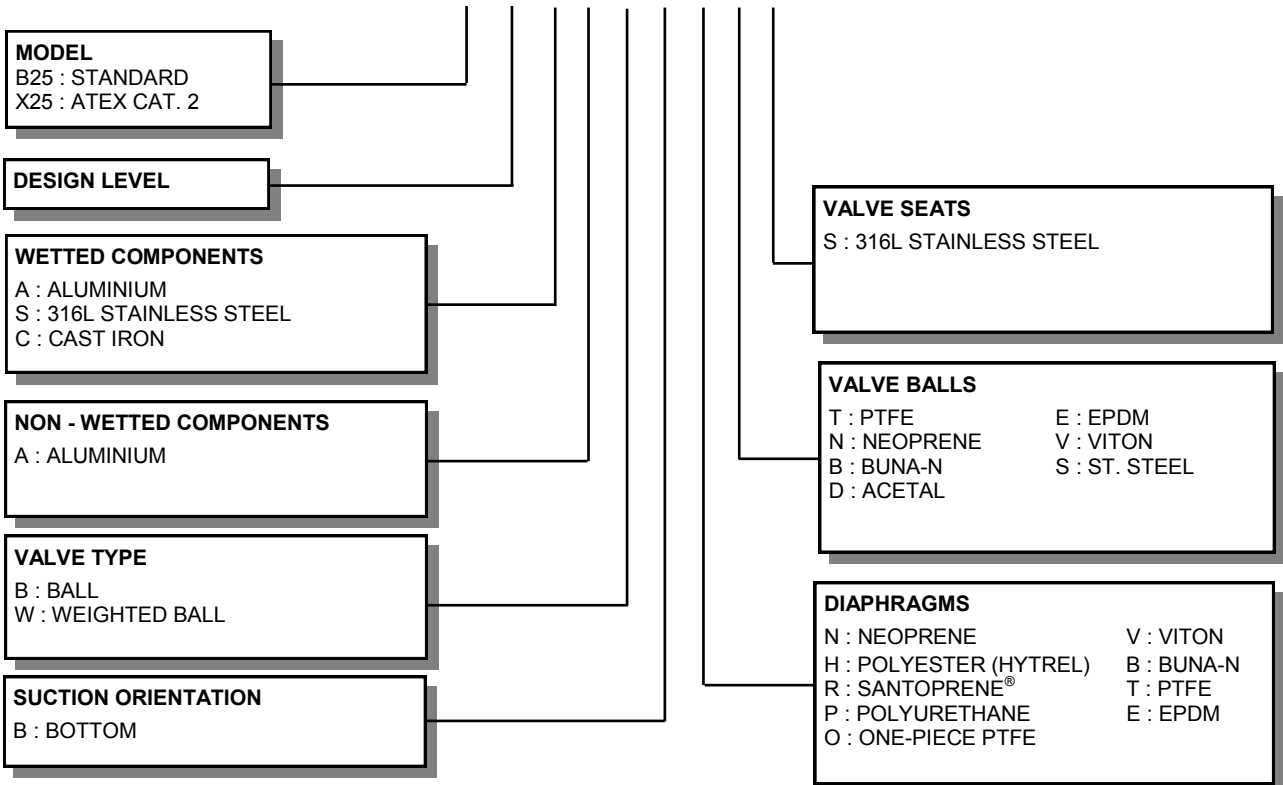 MODEL
B25 : STANDARD
X25 : ATEX CAT. 2
DESIGN LEVEL
WETTED COMPONENTS
A : ALUMINIUM
S : 316L STAINLESS STEEL
C : CAST IRON
NON - WETTED COMPONENTS
A : ALUMINIUM
VALVE TYPE
B : BALL
W : WEIGHTED BALL
SUCTION ORIENTATION
B : BOTTOM
VALVE SEATS
S : 316L STAINLESS STEEL
VALVE BALLS
T : PTFE E : EPDM
N : NEOPRENE V : VITON
B : BUNA-N S : ST. STEEL
D : ACETAL
DIAPHRAGMS
N : NEOPRENE V : VITON
H : POLYESTER (HYTREL) B : BUNA-N
R : SANTOPRENE® T : PTFE
P : POLYURETHANE E : EPDM
O : ONE-PIECE PTFE